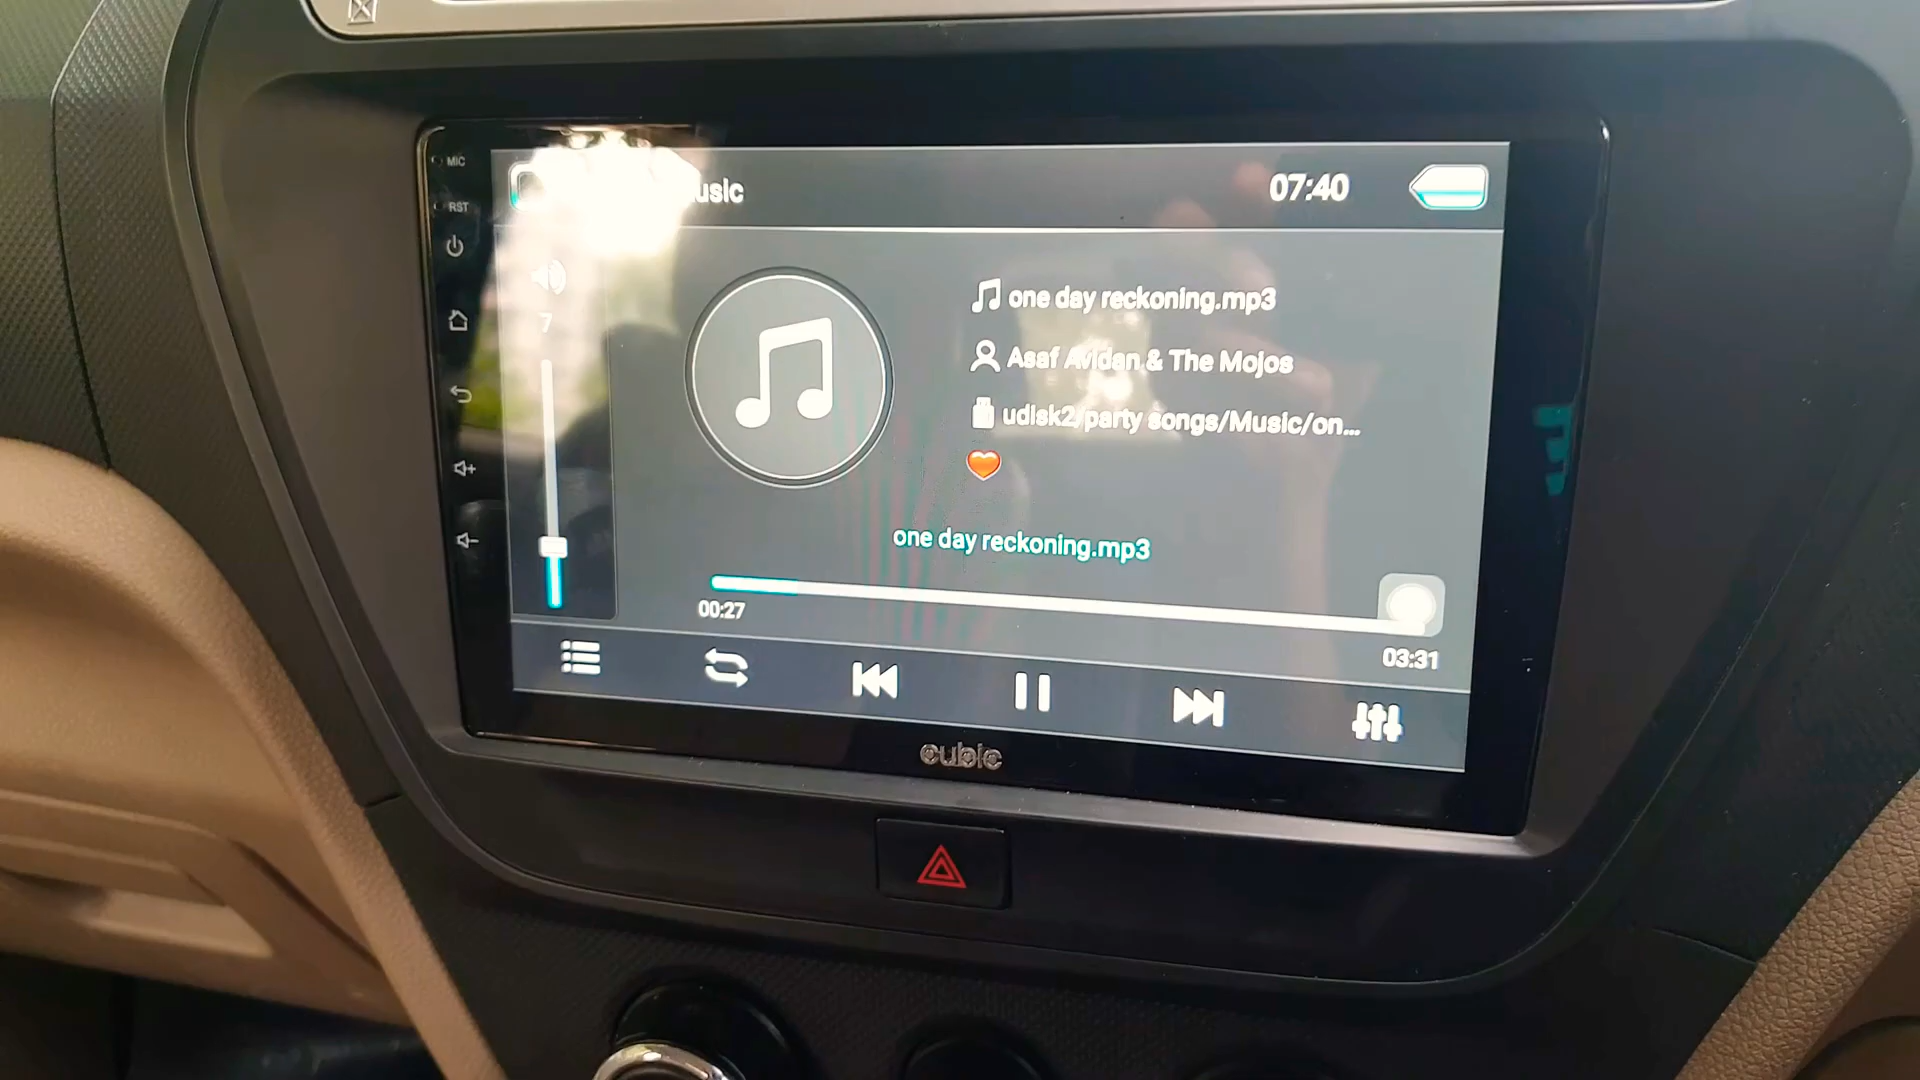 MIC
07:40
RST
7
one day reckoning.mp3
Asaf Avidan & The Mojos
udisk2/party songs/Music/on...
one day reckoning.mp3
00:27
03:31
cubic